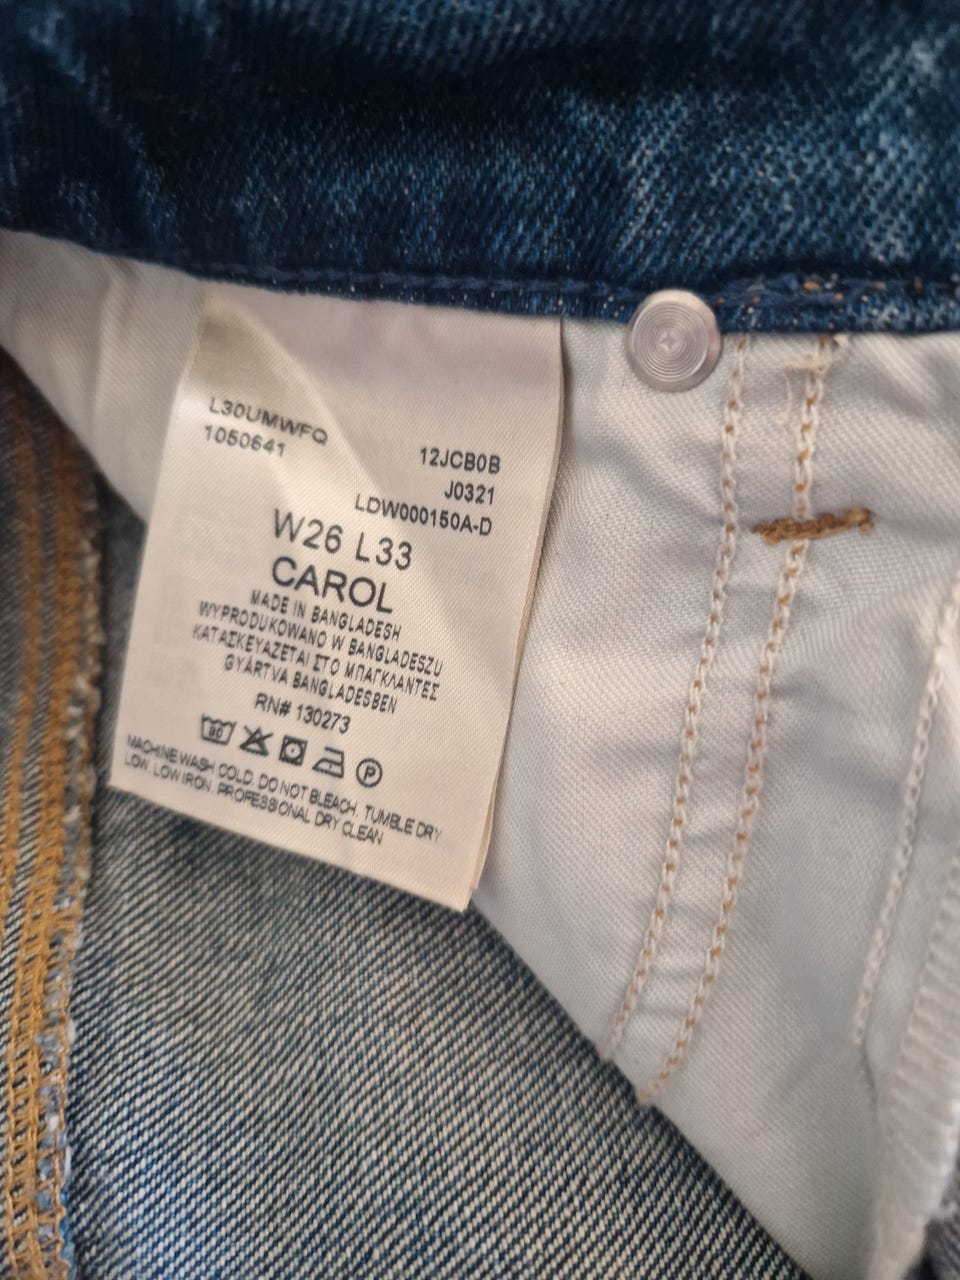 L30UMWFQ
1050641
12JCB0B
J0321
LDW000150A-D
W26 L33
CAROL
MADE IN BANGLADESH
WYPRODUKOWANO W BANGLADESZU
ΚΑΤΑΣΚΕΥΑΖΕΤΑΙ ΣΤΟ ΜΠΑΓΚΛΑΝΤΕΣ
GYÁRTVA BANGLADESBEN
RN# 130273
30
P
MACHINE WASH COLD. DO NOT BLEACH. TUMBLE DRY
LOW. LOW IRON. PROFESSIONAL DRY CLEAN